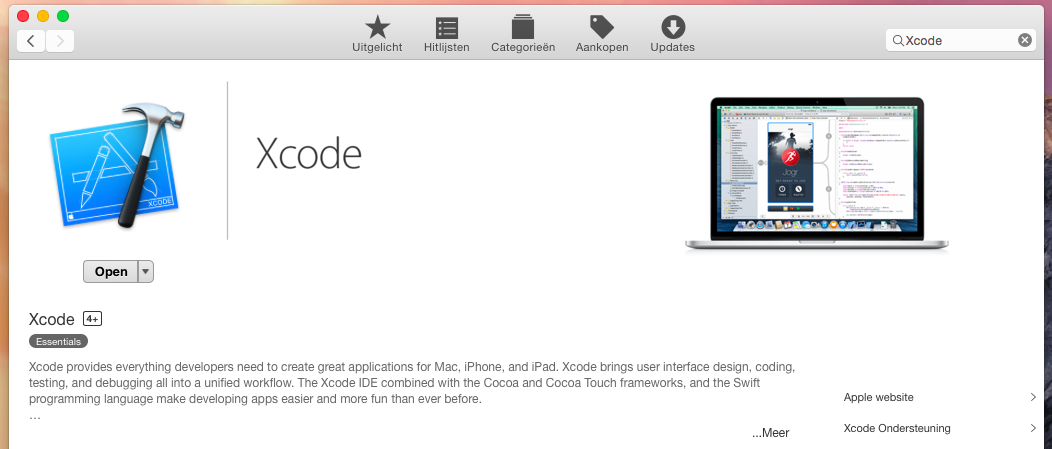 Uitgelicht
Hitlijsten
Categorieën
Aankopen
Updates
Xcode
XCODE
Xcode
Jogr
Open
Xcode 4+
Essentials
Xcode provides everything developers need to create great applications for Mac, iPhone, and iPad. Xcode brings user interface design, coding,
testing, and debugging all into a unified workflow. The Xcode IDE combined with the Cocoa and Cocoa Touch frameworks, and the Swift
programming language make developing apps easier and more fun than ever before.
…
...Meer
Apple website
Xcode Ondersteuning